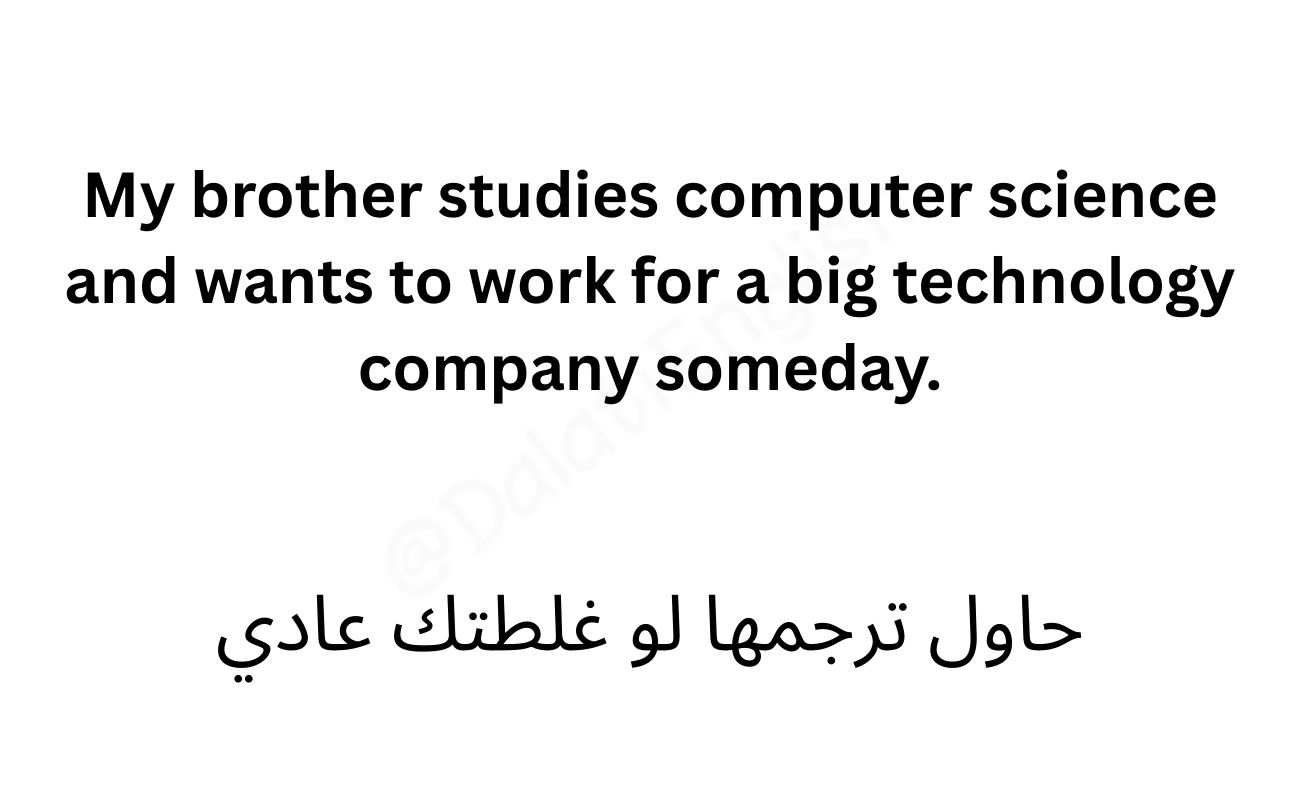 My brother studies computer science
and wants to work for a big technology
company someday.
@DalatEnglish
حاول ترجمها لو غلطتك عادي